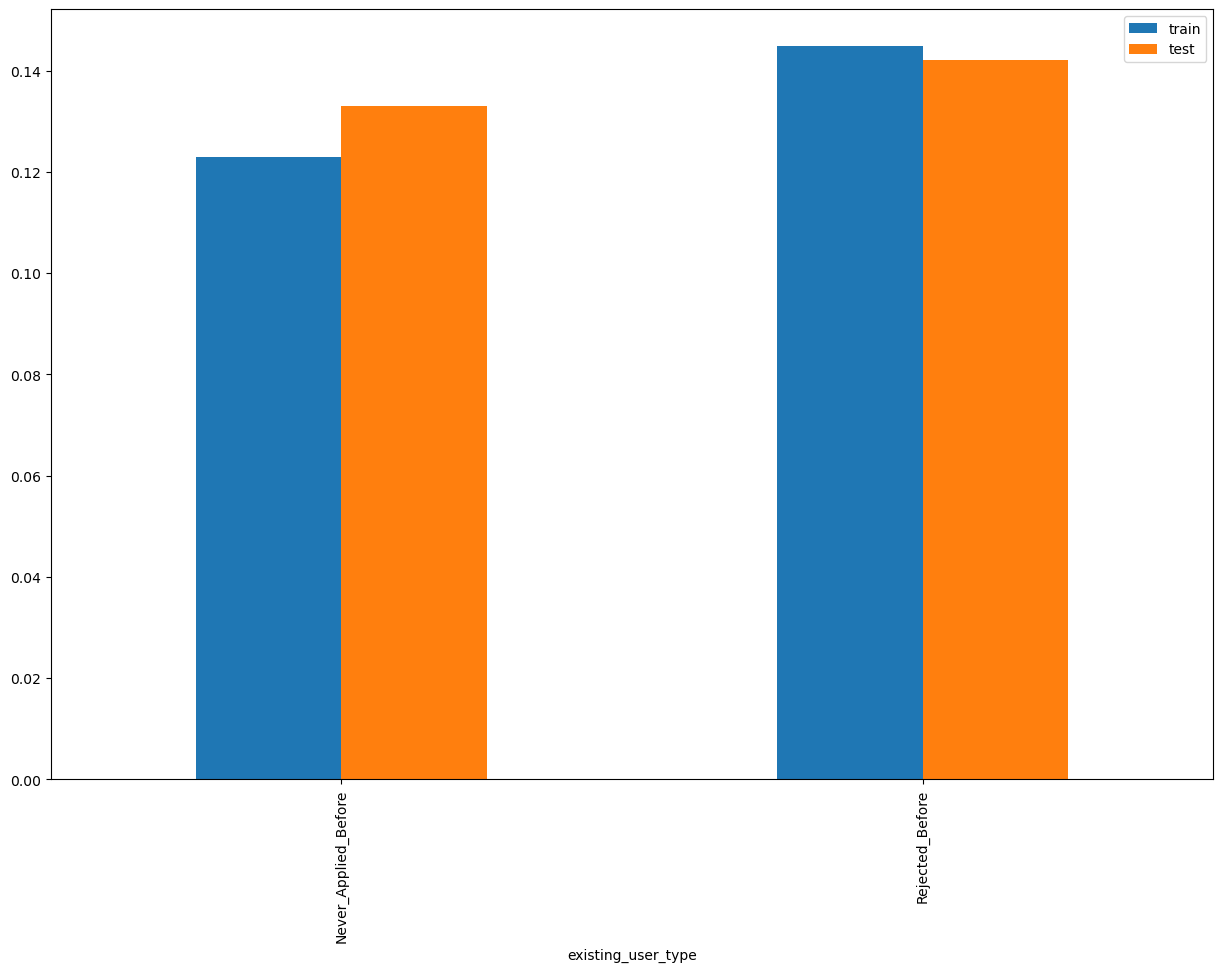 train
test
0.14
0.12
0.10
0.08
0.06
0.04
0.02
0.00
Never_Applied_Before
Rejected_Before
existing_user_type